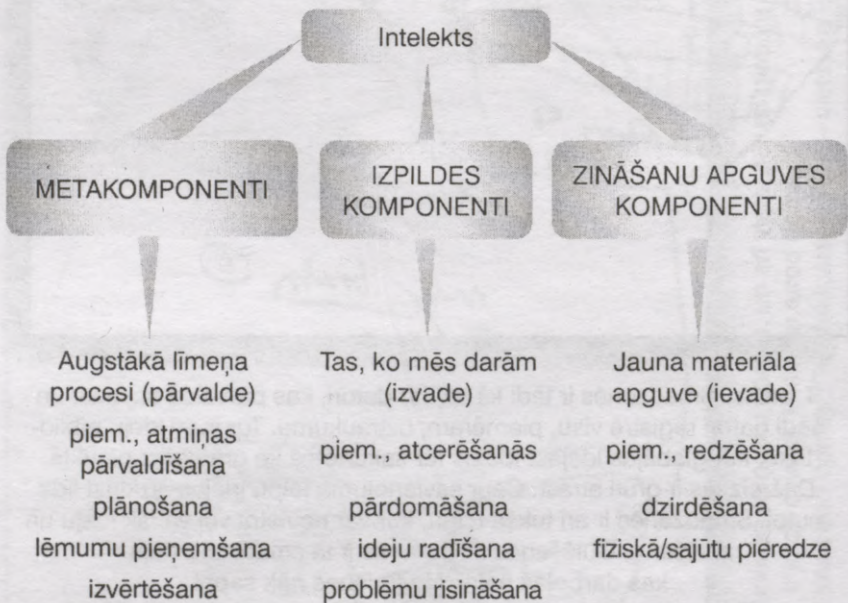 Intelekts
METAKOMPONENTI
IZPILDES
KOMPONENTI
ZINĀŠANU APGUVES
KOMPONENTI
Augstākā līmeņa
procesi (pārvalde)
piem., atmiņas
pārvaldīšana
plānošana
lēmumu pieņemšana
izvērtēšana
Tas, ko mēs darām
(izvade)
piem., atcerēšanās
pārdomāšana
ideju radīšana
problēmu risināšana
Jauna materiāla
apguve (ievade)
piem., redzēšana
dzirdēšana
fiziskā/sajūtu pieredze